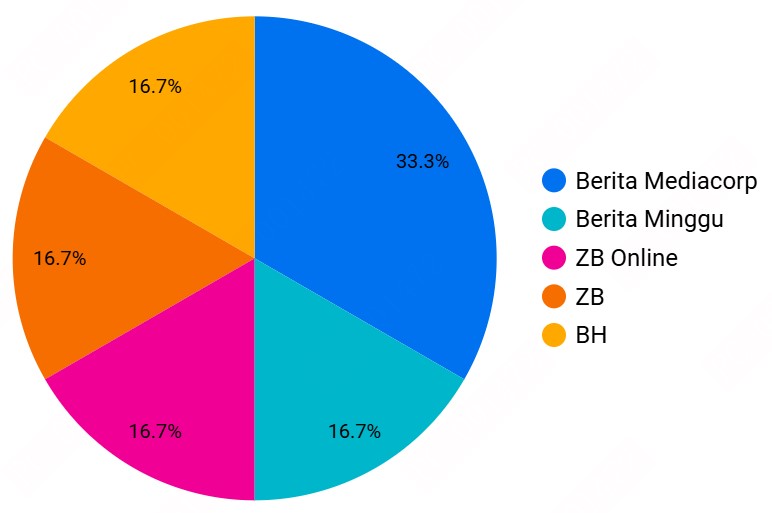 16.7%
33.3%
16.7%
16.7%
16.7%
Berita Mediacorp
Berita Minggu
ZB Online
ZB
BH